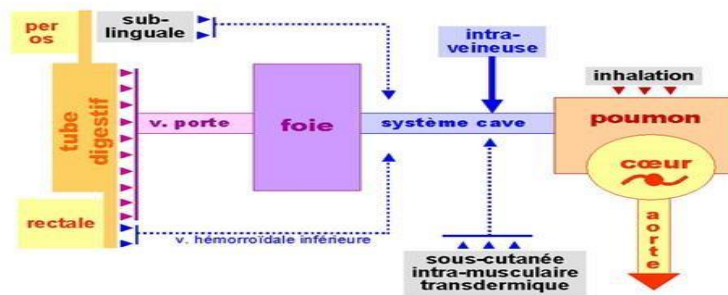 per
os
sub-
linguale
intra-
veineuse
inhalation
tube
digestif
v. porte
foie
système cave
poumon
cœur
rectale
v. hémorroïdale inférieure
sous-cutanée
intra-musculaire
transdermique
aorte